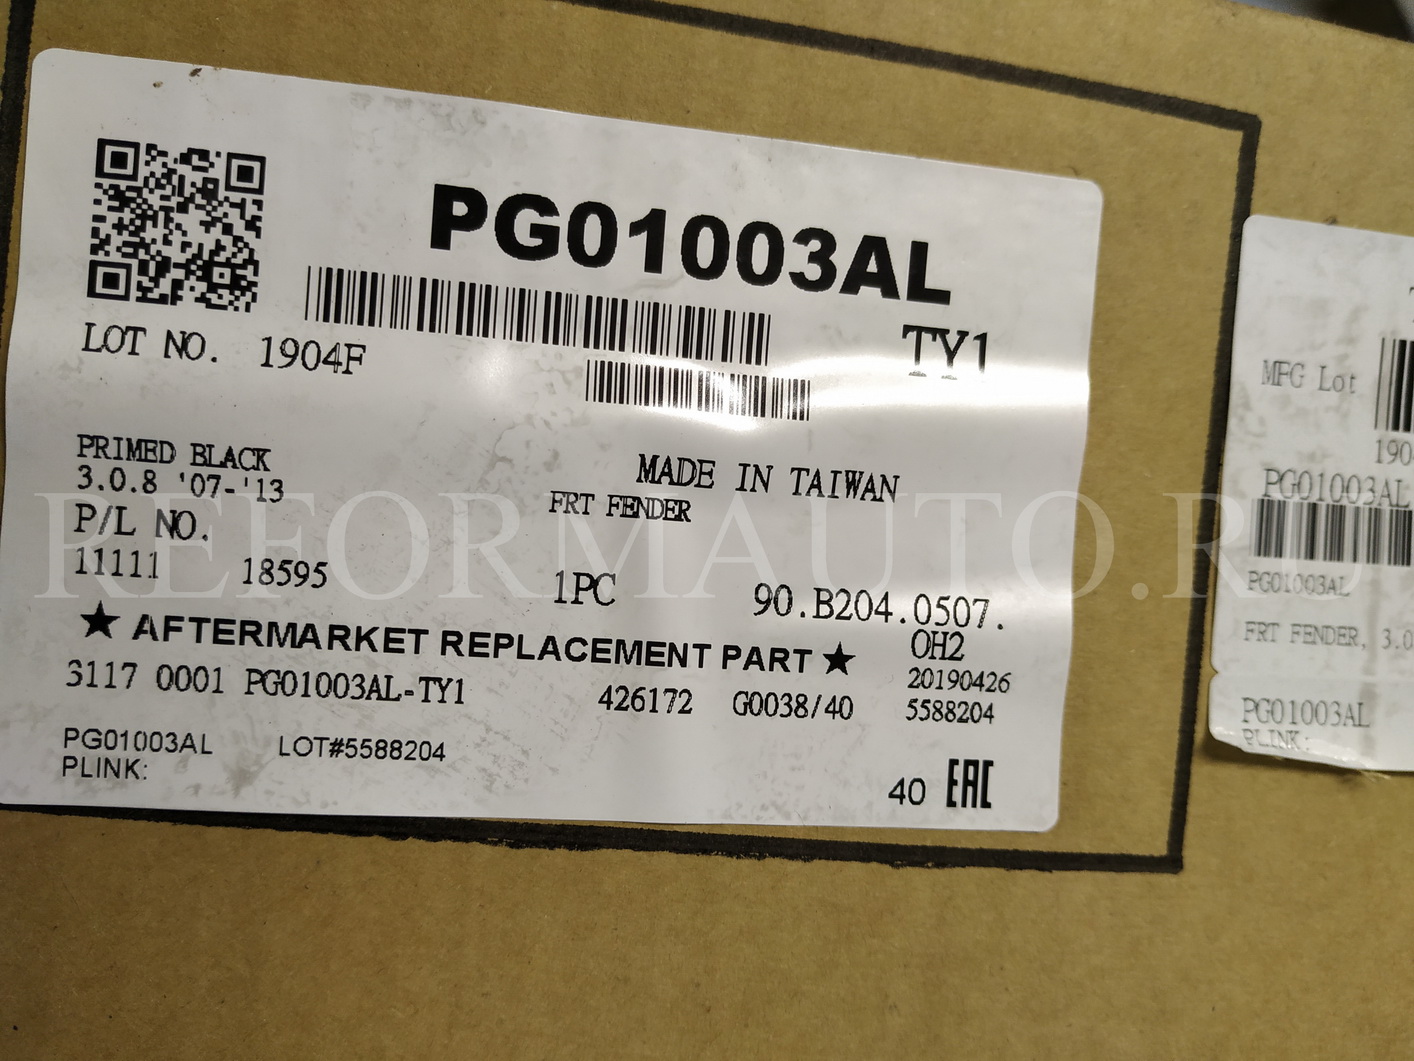 PG01003AL
TY1
LOT NO. 1904F
PRIMED BLACK
3.0.8 '07-'13
MADE IN TAIWAN
FRT FENDER
P/L NO.
11111 18595
1PC
90.B204.0507.
★ AFTERMARKET REPLACEMENT PART ★
OH2
3117 0001 PG01003AL-TY1
426172 G0038/40
20190426
5588204
PG01003AL LOT#5588204
PLINK:
40 EAC
MFG Lot
190
PG01003AL
PG01003AL
FRT FENDER, 3.0
PG01003AL
PLINK:
REFORMAUTO.RU